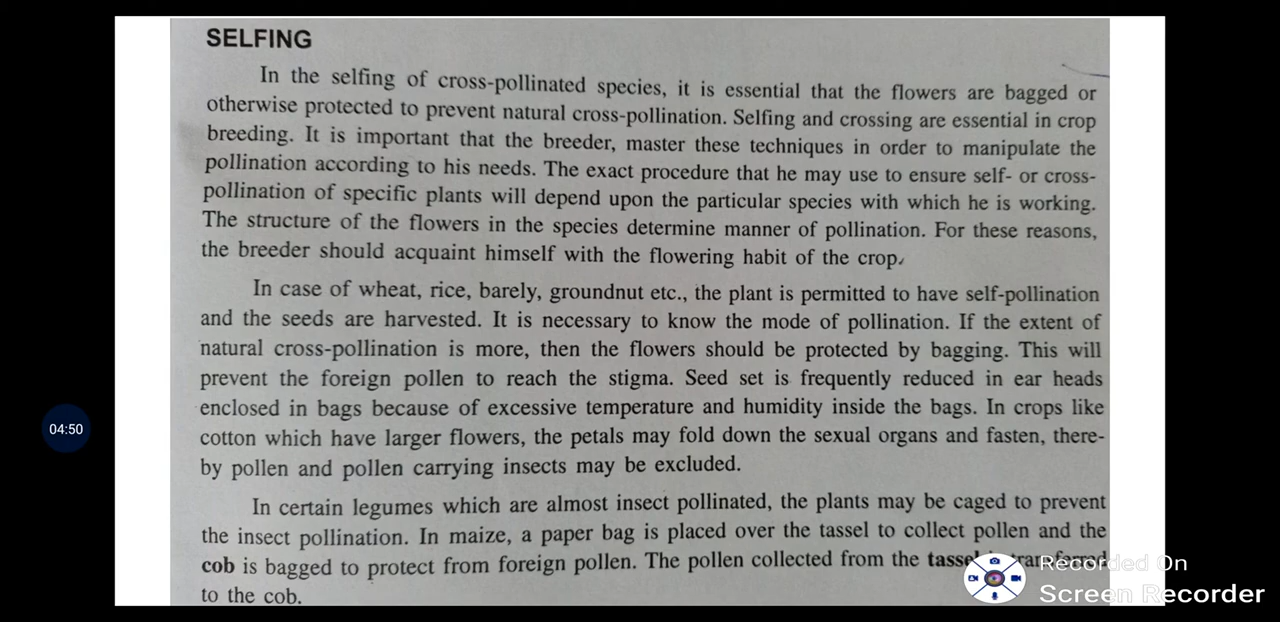 SELFING
In the selfing of cross-pollinated species, it is essential that the flowers are bagged or
otherwise protected to prevent natural cross-pollination. Selfing and crossing are essential in crop
breeding. It is important that the breeder, master these techniques in order to manipulate the
pollination according to his needs. The exact procedure that he may use to ensure self- or cross-
pollination of specific plants will depend upon the particular species with which he is working.
The structure of the flowers in the species determine manner of pollination. For these reasons,
the breeder should acquaint himself with the flowering habit of the crop.
In case of wheat, rice, barely, groundnut etc., the plant is permitted to have self-pollination
and the seeds are harvested. It is necessary to know the mode of pollination. If the extent of
natural cross-pollination is more, then the flowers should be protected by bagging. This will
prevent the foreign pollen to reach the stigma. Seed set is frequently reduced in ear heads
enclosed in bags because of excessive temperature and humidity inside the bags. In crops like
cotton which have larger flowers, the petals may fold down the sexual organs and fasten, there-
by pollen and pollen carrying insects may be excluded.
04:50
In certain legumes which are almost insect pollinated, the plants may be caged to prevent
the insect pollination. In maize, a paper bag is placed over the tassel to collect pollen and the
cob is bagged to protect from foreign pollen. The pollen collected from the tassel
to the cob.
Recorded On
Screen Recorder